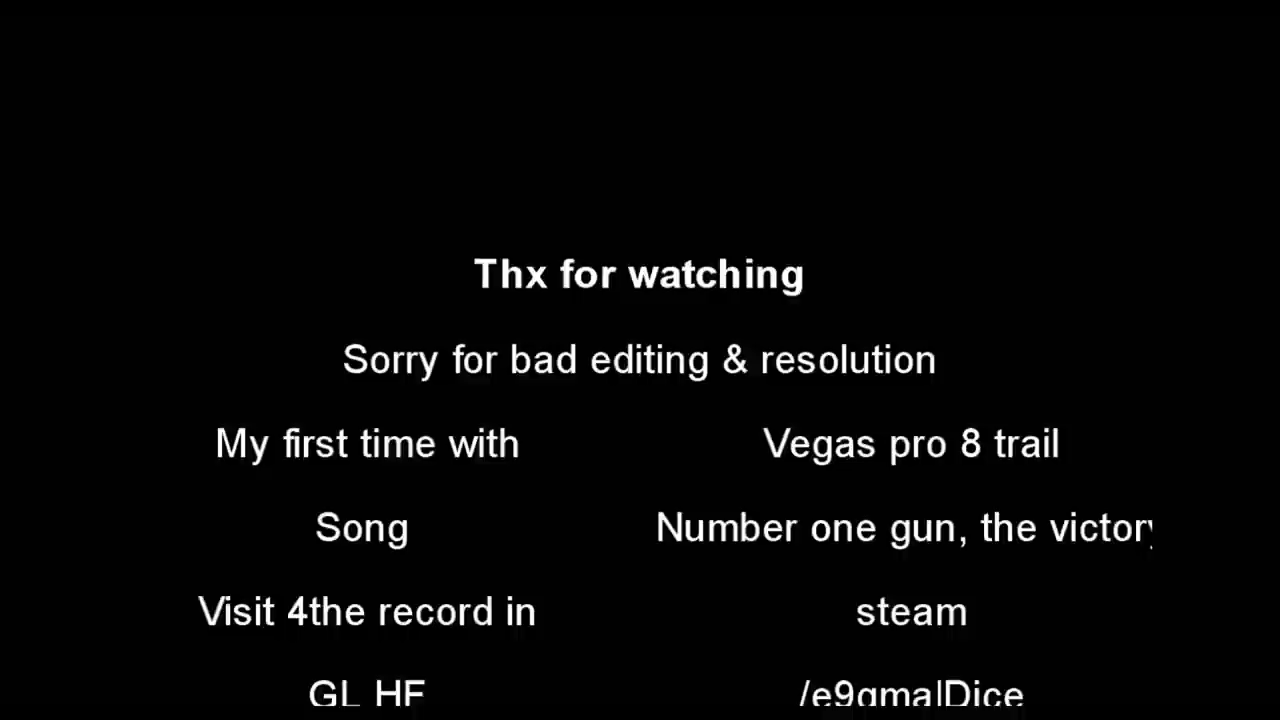 Thx for watching
Sorry for bad editing & resolution
My first time with Vegas pro 8 trail
Song Number one gun, the victory
Visit 4the record in steam
GL HF /e9gmalDice